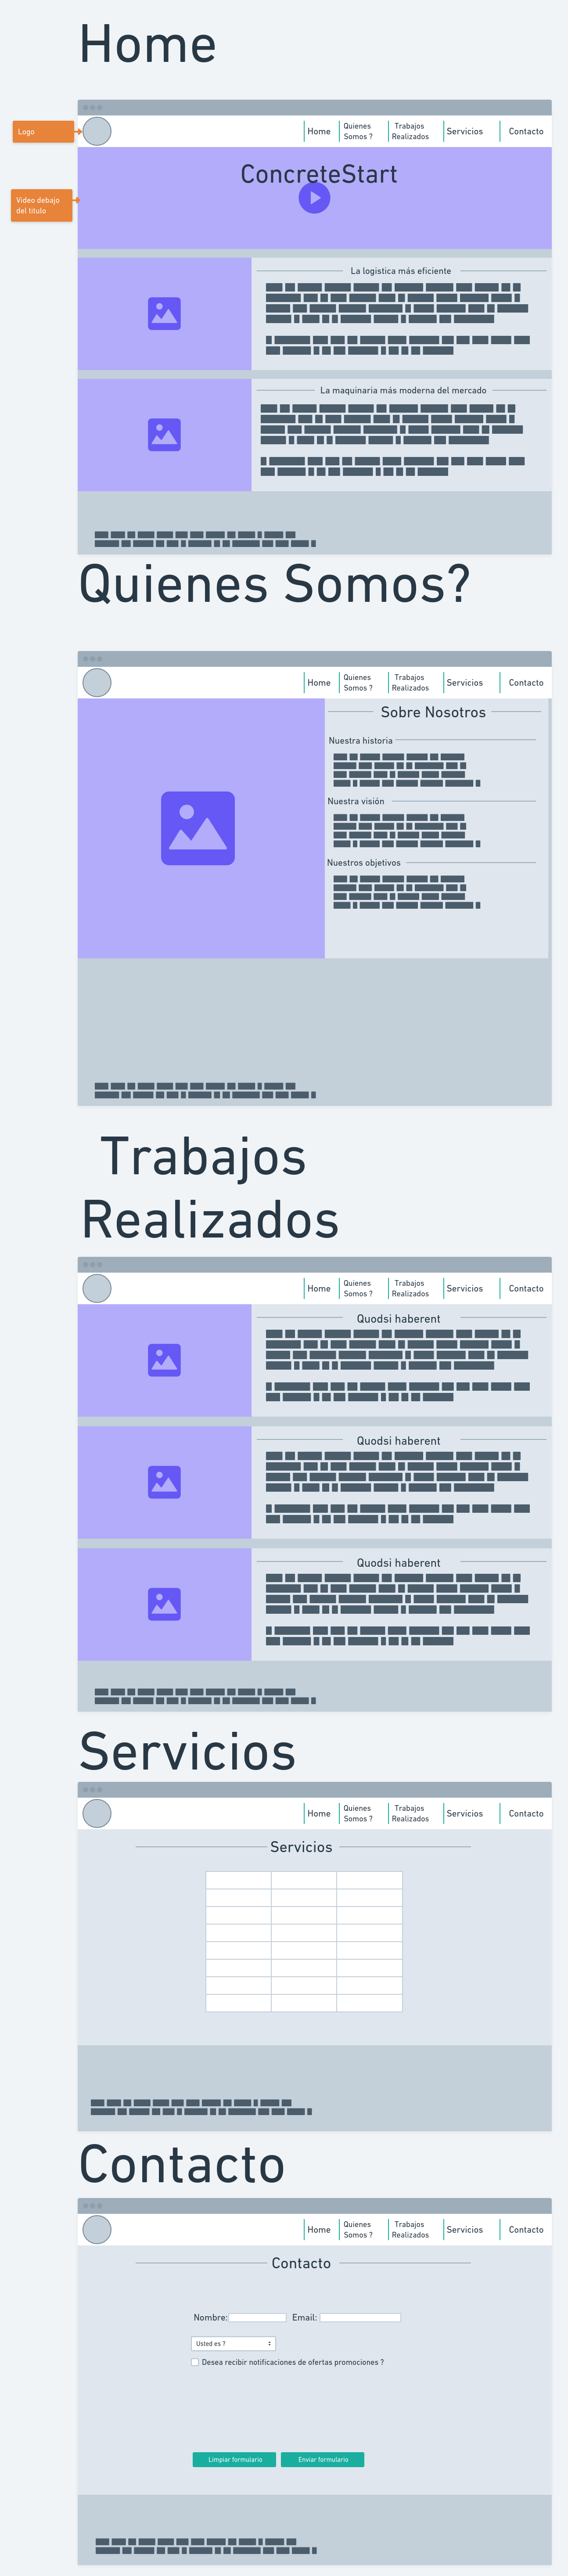 Home
Logo
Home
Quienes
Somos ?
Trabajos
Realizados
Servicios
Contacto
Video debajo
del titulo
ConcreteStart
La logistica más eficiente
La maquinaria más moderna del mercado
Quienes Somos?
Home
Quienes
Somos ?
Trabajos
Realizados
Servicios
Contacto
Sobre Nosotros
Nuestra historia
Nuestra visión
Nuestros objetivos
Trabajos
Realizados
Home
Quienes
Somos ?
Trabajos
Realizados
Servicios
Contacto
Quodsi haberent
Quodsi haberent
Quodsi haberent
Servicios
Home
Quienes
Somos ?
Trabajos
Realizados
Servicios
Contacto
Servicios
Contacto
Home
Quienes
Somos ?
Trabajos
Realizados
Servicios
Contacto
Contacto
Nombre:
Email:
Usted es ?
Desea recibir notificaciones de ofertas promociones ?
Limpiar formulario
Enviar formulario